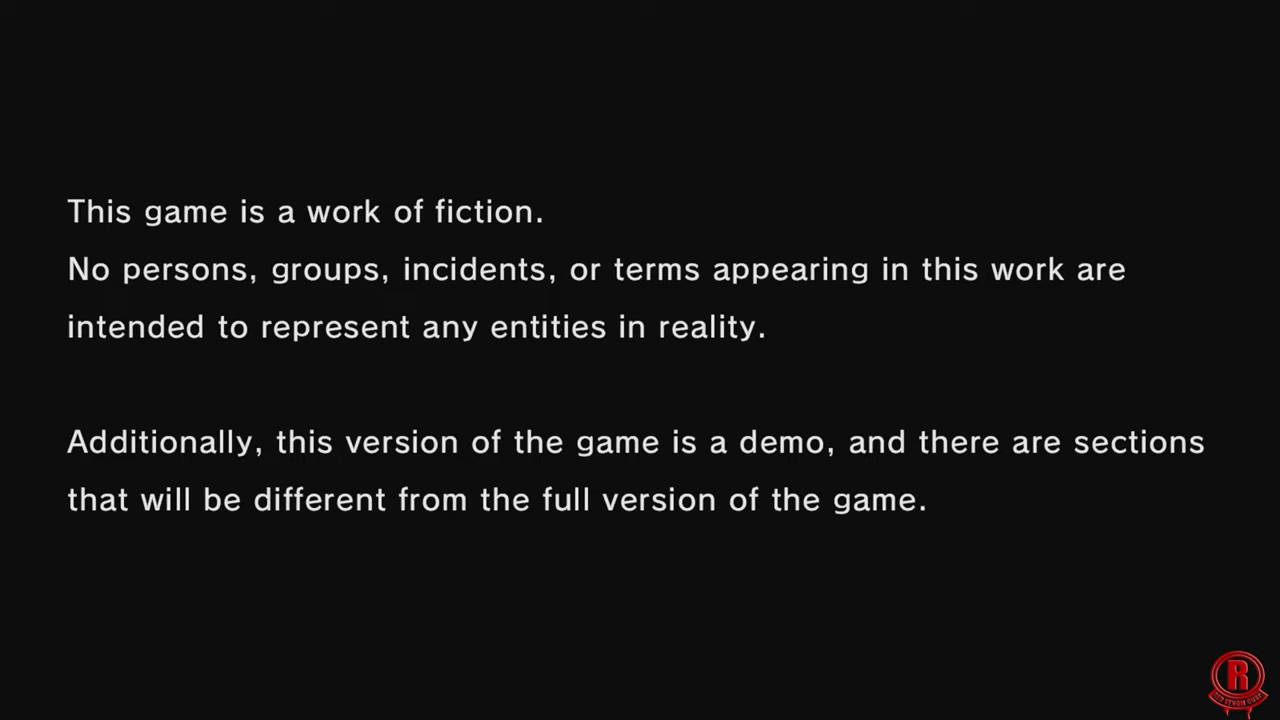 This game is a work of fiction.
No persons, groups, incidents, or terms appearing in this work are
intended to represent any entities in reality.
Additionally, this version of the game is a demo, and there are sections
that will be different from the full version of the game.
R